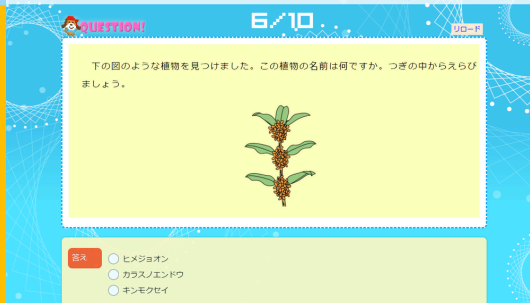 QUESTION!
6/10
リロード
下の図のような植物を見つけました。この植物の名前は何ですか。つぎの中からえらび
ましょう。
答え
ヒメジョオン
カラスノエンドウ
キンモクセイ